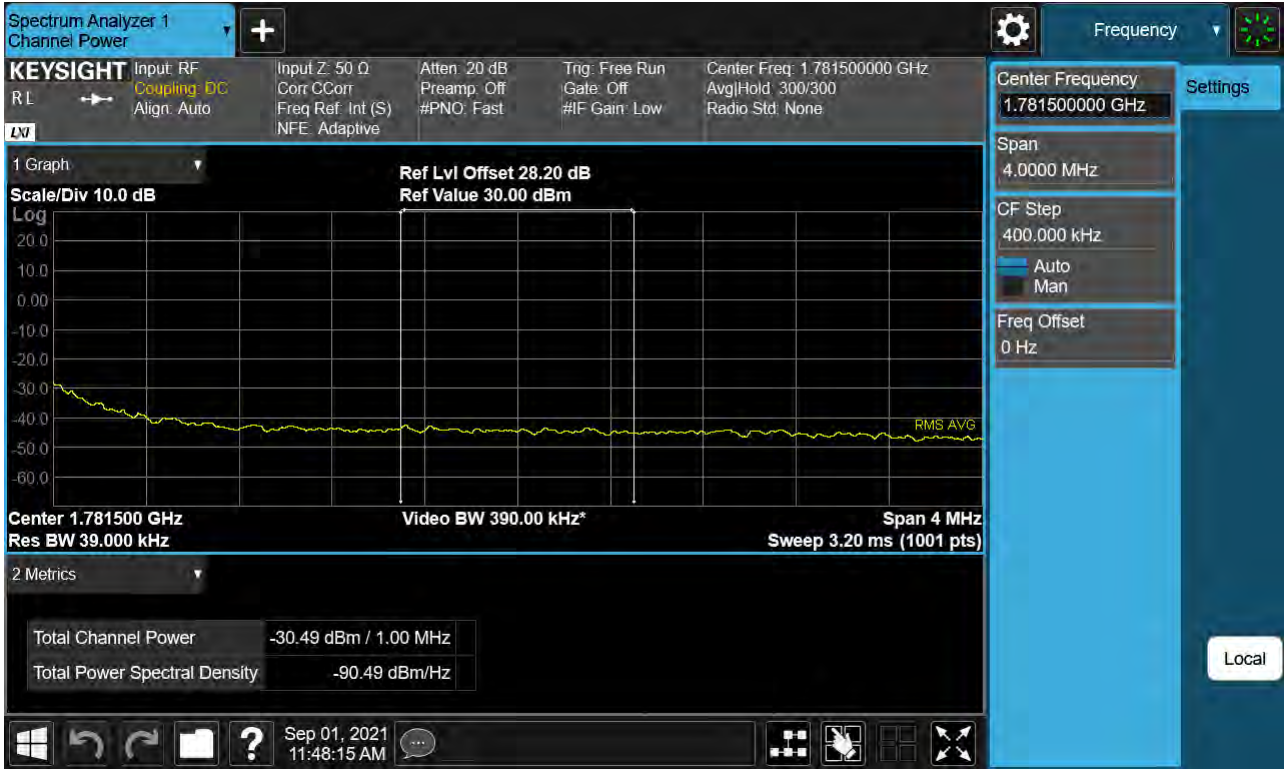 Spectrum Analyzer 1
Channel Power
+
Frequency
KEYSIGHT
R L
LXI
Input: RF
Coupling: DC
Align: Auto
Input Z: 50 Ω
Corr CCorr
Freq Ref: Int (S)
NFE: Adaptive
Atten: 20 dB
Preamp: Off
#PNO: Fast
Trig: Free Run
Gate: Off
#IF Gain: Low
Center Freq: 1.781500000 GHz
Avg|Hold: 300/300
Radio Std: None
Center Frequency
1.781500000 GHz
Settings
Span
4.0000 MHz
CF Step
400.000 kHz
Auto
Man
Freq Offset
0 Hz
Local
1 Graph
Scale/Div 10.0 dB
Ref Lvl Offset 28.20 dB
Ref Value 30.00 dBm
Log
20.0
10.0
0.00
-10.0
-20.0
-30.0
-40.0
-50.0
-60.0
RMS AVG
Center 1.781500 GHz
Video BW 390.00 kHz*
Span 4 MHz
Res BW 39.000 kHz
Sweep 3.20 ms (1001 pts)
2 Metrics
Total Channel Power -30.49 dBm / 1.00 MHz
Total Power Spectral Density -90.49 dBm/Hz
?
Sep 01, 2021
11:48:15 AM